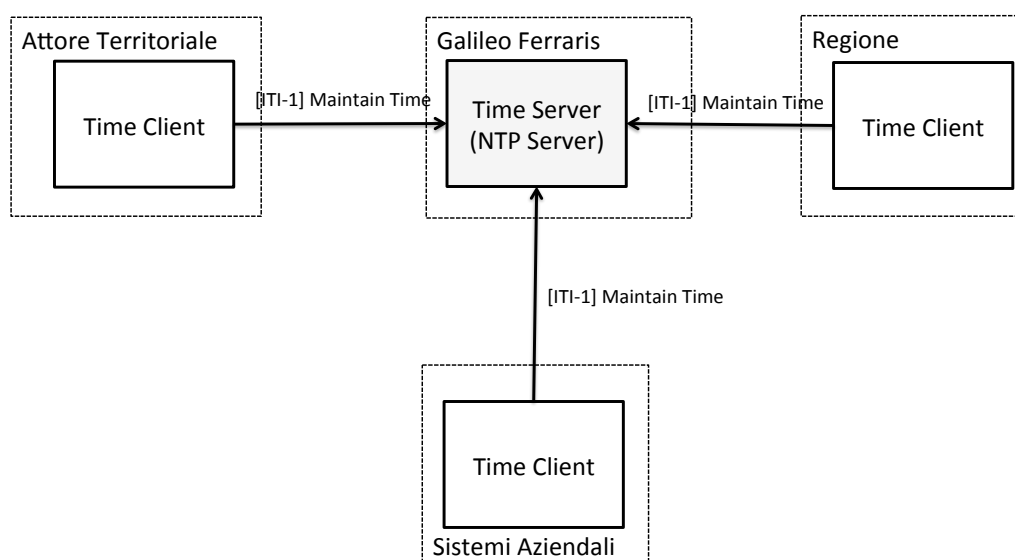 Attore Territoriale
Galileo Ferraris
Regione
Time Client
[ITI-1] Maintain Time
Time Server
(NTP Server)
[ITI-1] Maintain Time
Time Client
[ITI-1] Maintain Time
Time Client
Sistemi Aziendali